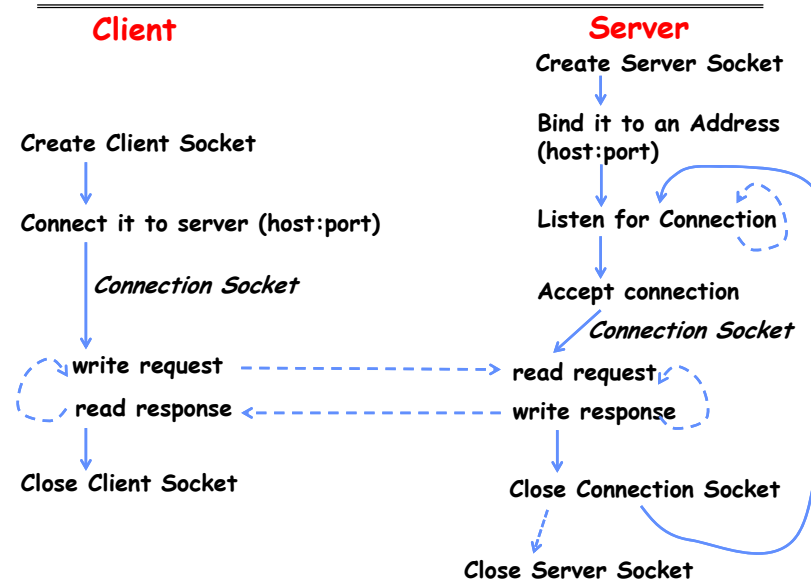 Client
Server
Create Server Socket
Bind it to an Address
(host:port)
Create Client Socket
Connect it to server (host:port)
Listen for Connection
Connection Socket
Accept connection
Connection Socket
write request
read request
read response
write response
Close Client Socket
Close Connection Socket
Close Server Socket